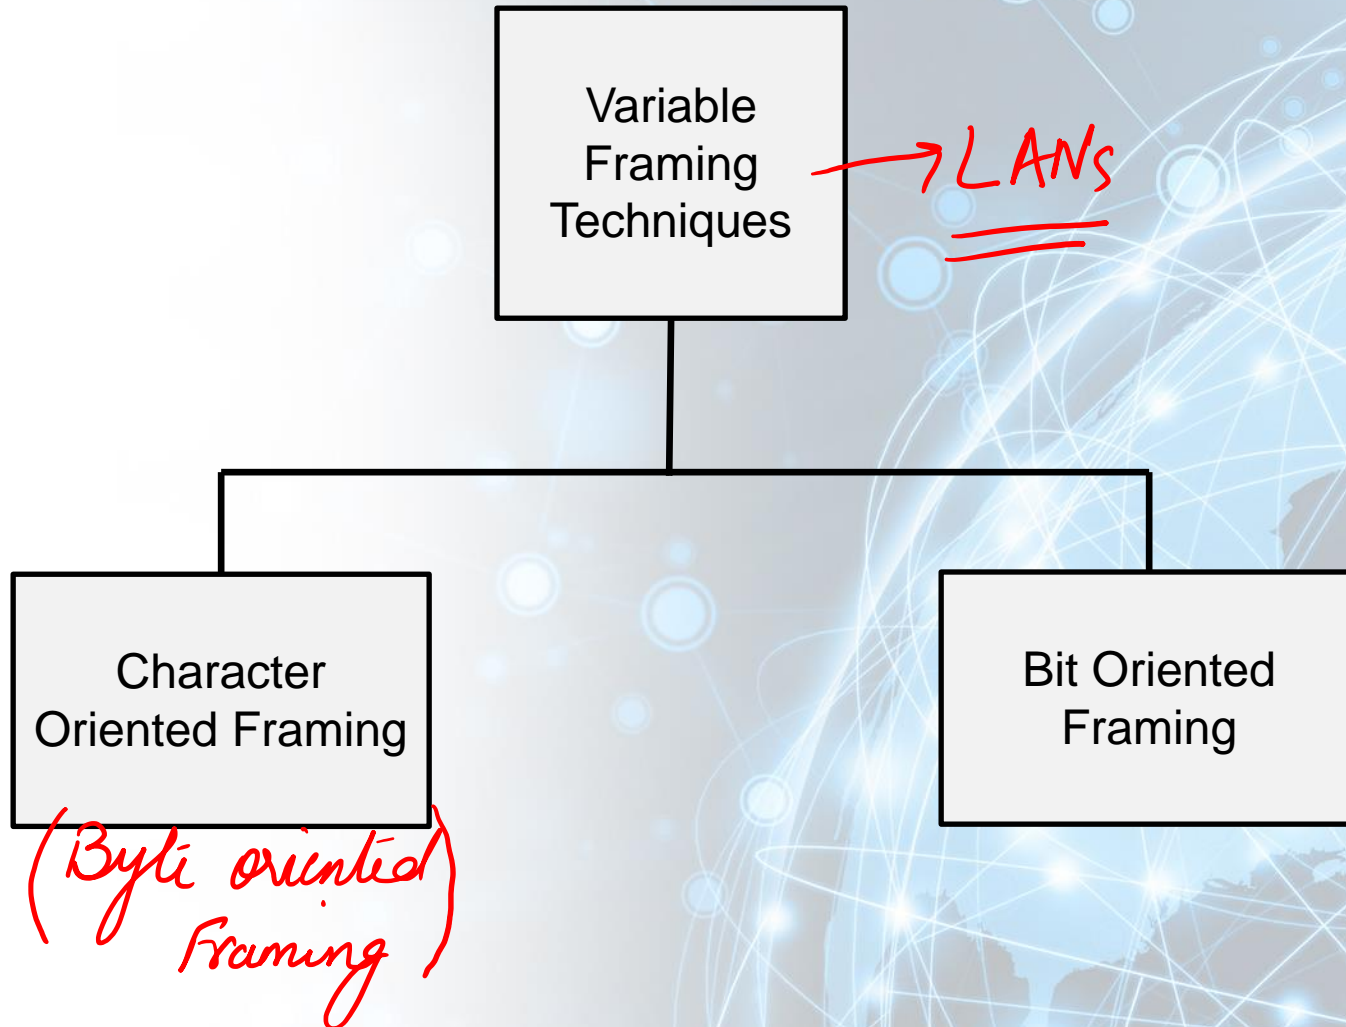 Variable
Framing
Techniques
LANs
Character
Oriented Framing
Bit Oriented
Framing
(Byte oriented
Framing)